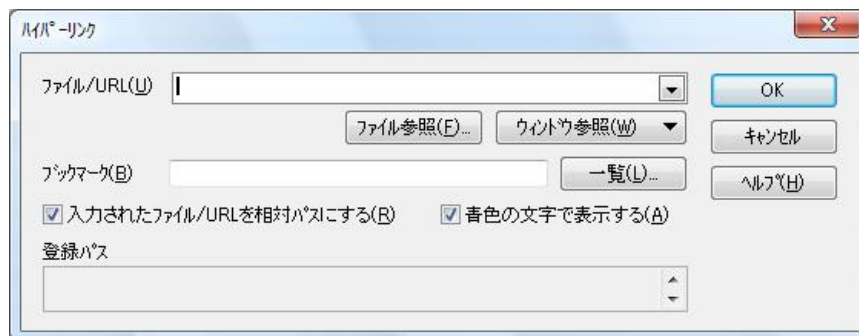 ﾊｲﾊﾟｰﾘﾝｸ
ﾌｧｲﾙ/URL(U)
OK
ﾌｧｲﾙ参照(F)...
ｳｨﾝﾄﾞｳ参照(W)
ｷｬﾝｾﾙ
ﾌﾞｯｸﾏｰｸ(B)
一覧(L)...
ﾍﾙﾌﾟ(H)
入力されたﾌｧｲﾙ/URLを相対ﾊﾟｽにする(R)
青色の文字で表示する(A)
登録ﾊﾟｽ